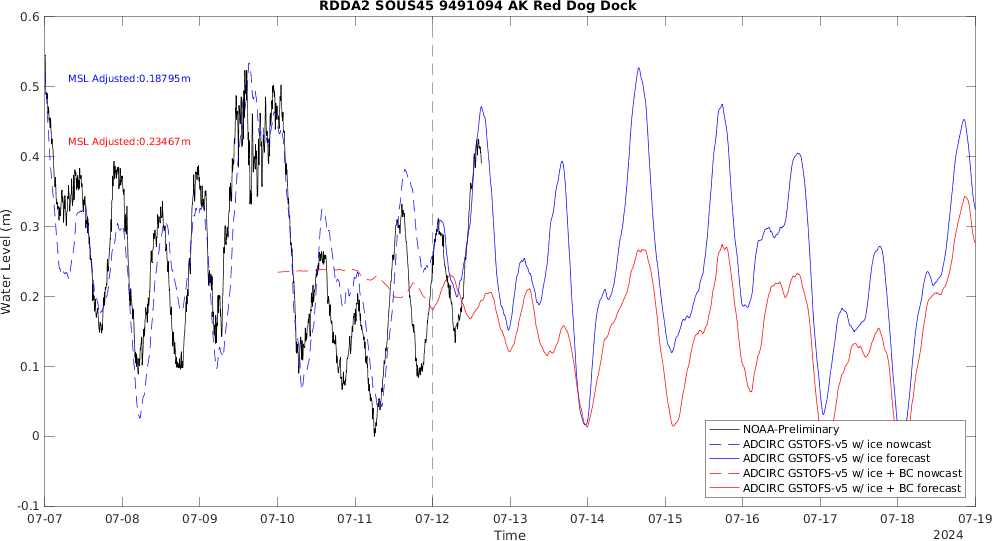 RDDA2 SOUS45 9491094 AK Red Dog Dock
0.6
0.5
0.4
0.3
0.2
0.1
0
-0.1
Water Level (m)
MSL Adjusted:0.18795m
MSL Adjusted:0.23467m
NOAA-Preliminary
ADCIRC GSTOFS-v5 w/ ice nowcast
ADCIRC GSTOFS-v5 w/ ice forecast
ADCIRC GSTOFS-v5 w/ ice + BC nowcast
ADCIRC GSTOFS-v5 w/ ice + BC forecast
07-07 07-08 07-09 07-10 07-11 07-12 07-13 07-14 07-15 07-16 07-17 07-18 07-19
Time
2024